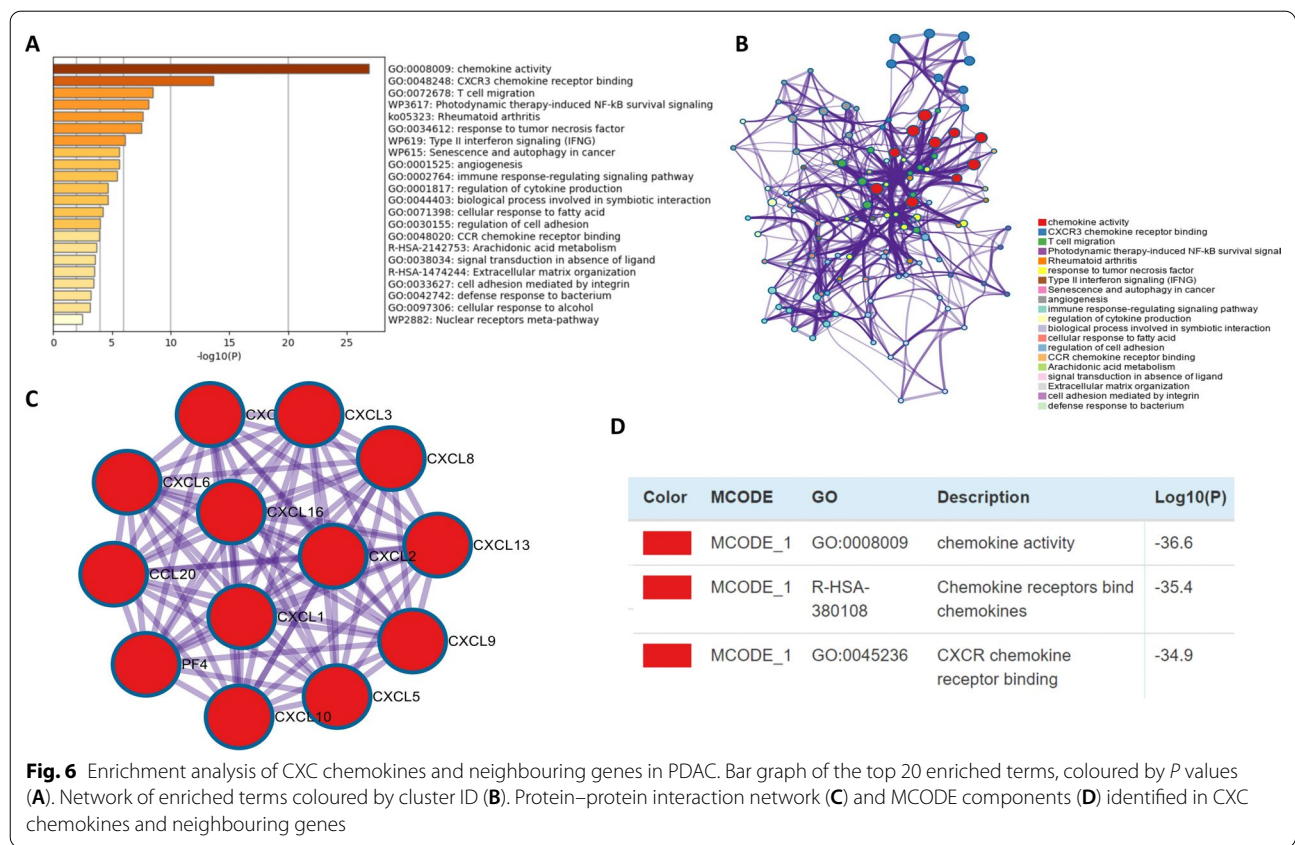 A
GO:0008009: chemokine activity
GO:0048248: CXCR3 chemokine receptor binding
GO:0072678: T cell migration
WP3617: Photodynamic therapy-induced NF-kB survival signaling
ko05323: Rheumatoid arthritis
GO:0034612: response to tumor necrosis factor
WP619: Type II interferon signaling (IFNG)
WP615: Senescence and autophagy in cancer
GO:0001525: angiogenesis
GO:0002764: immune response-regulating signaling pathway
GO:0001817: regulation of cytokine production
GO:0044403: biological process involved in symbiotic interaction
GO:0071398: cellular response to fatty acid
GO:0030155: regulation of cell adhesion
GO:0048020: CCR chemokine receptor binding
R-HSA-2142753: Arachidonic acid metabolism
GO:0038034: signal transduction in absence of ligand
R-HSA-1474244: Extracellular matrix organization
GO:0033627: cell adhesion mediated by integrin
GO:0042742: defense response to bacterium
GO:0097306: cellular response to alcohol
WP2882: Nuclear receptors meta-pathway
0 5 10 15 20 25
-log10(P)
B
chemokine activity
CXCR3 chemokine receptor binding
T cell migration
Photodynamic therapy-induced NF-kB survival signal
Rheumatoid arthritis
response to tumor necrosis factor
Type II interferon signaling (IFNG)
Senescence and autophagy in cancer
angiogenesis
immune response-regulating signaling pathway
regulation of cytokine production
biological process involved in symbiotic interaction
cellular response to fatty acid
regulation of cell adhesion
CCR chemokine receptor binding
Arachidonic acid metabolism
signal transduction in absence of ligand
Extracellular matrix organization
cell adhesion mediated by integrin
defense response to bacterium
C
CXC
CXCL3
CXCL8
CXCL6
CXCL16
CXCL13
CXCL2
CCL20
CXCL1
CXCL9
PF4
CXCL5
CXCL10
D
Color MCODE GO Description Log10(P)
MCODE_1 GO:0008009 chemokine activity -36.6
MCODE_1 R-HSA- Chemokine receptors bind -35.4
380108 chemokines
MCODE_1 GO:0045236 CXCR chemokine -34.9
receptor binding
Fig. 6 Enrichment analysis of CXC chemokines and neighbouring genes in PDAC. Bar graph of the top 20 enriched terms, coloured by P values
(A). Network of enriched terms coloured by cluster ID (B). Protein–protein interaction network (C) and MCODE components (D) identified in CXC
chemokines and neighbouring genes